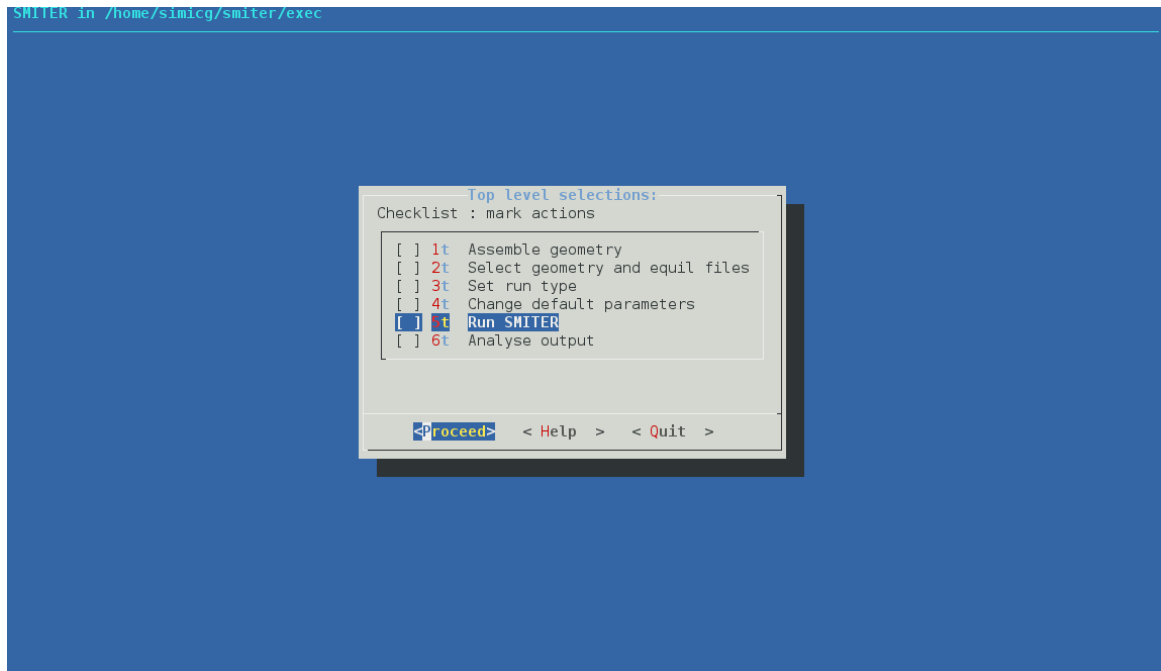 SMITER in /home/simicg/smiter/exec
Top level selections:
Checklist : mark actions
[ ] 1t Assemble geometry
[ ] 2t Select geometry and equil files
[ ] 3t Set run type
[ ] 4t Change default parameters
[ ] 5t Run SMITER
[ ] 6t Analyse output
<Proceed> < Help > < Quit >